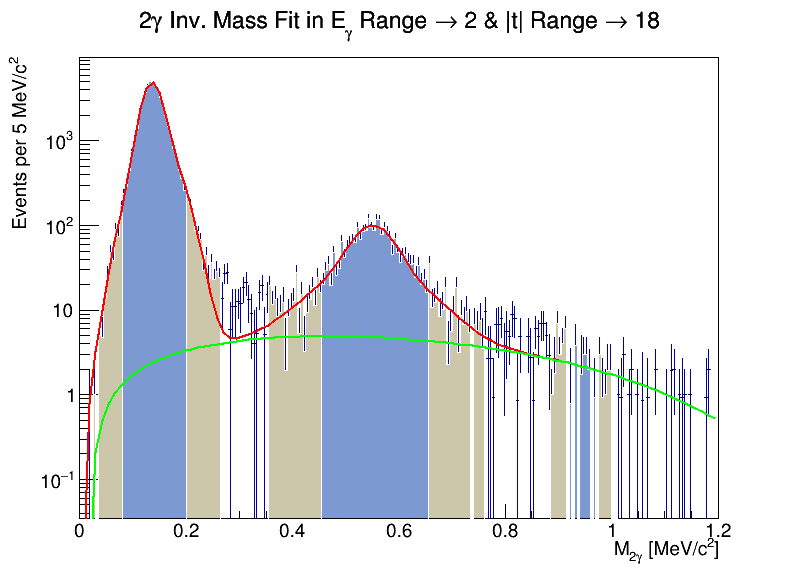 2γ Inv. Mass Fit in Eγ Range → 2 & |t| Range → 18
Events per 5 MeV/c²
10³
10²
10
1
10⁻¹
0 0.2 0.4 0.6 0.8 1 1.2
M2γ [MeV/c²]